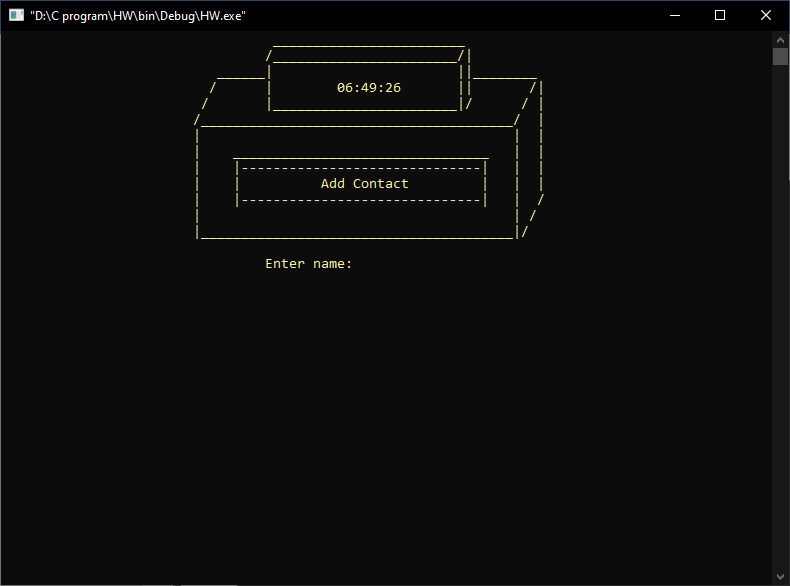 "D:\C program\HW\bin\Debug\HW.exe"
06:49:26
Add Contact
Enter name: